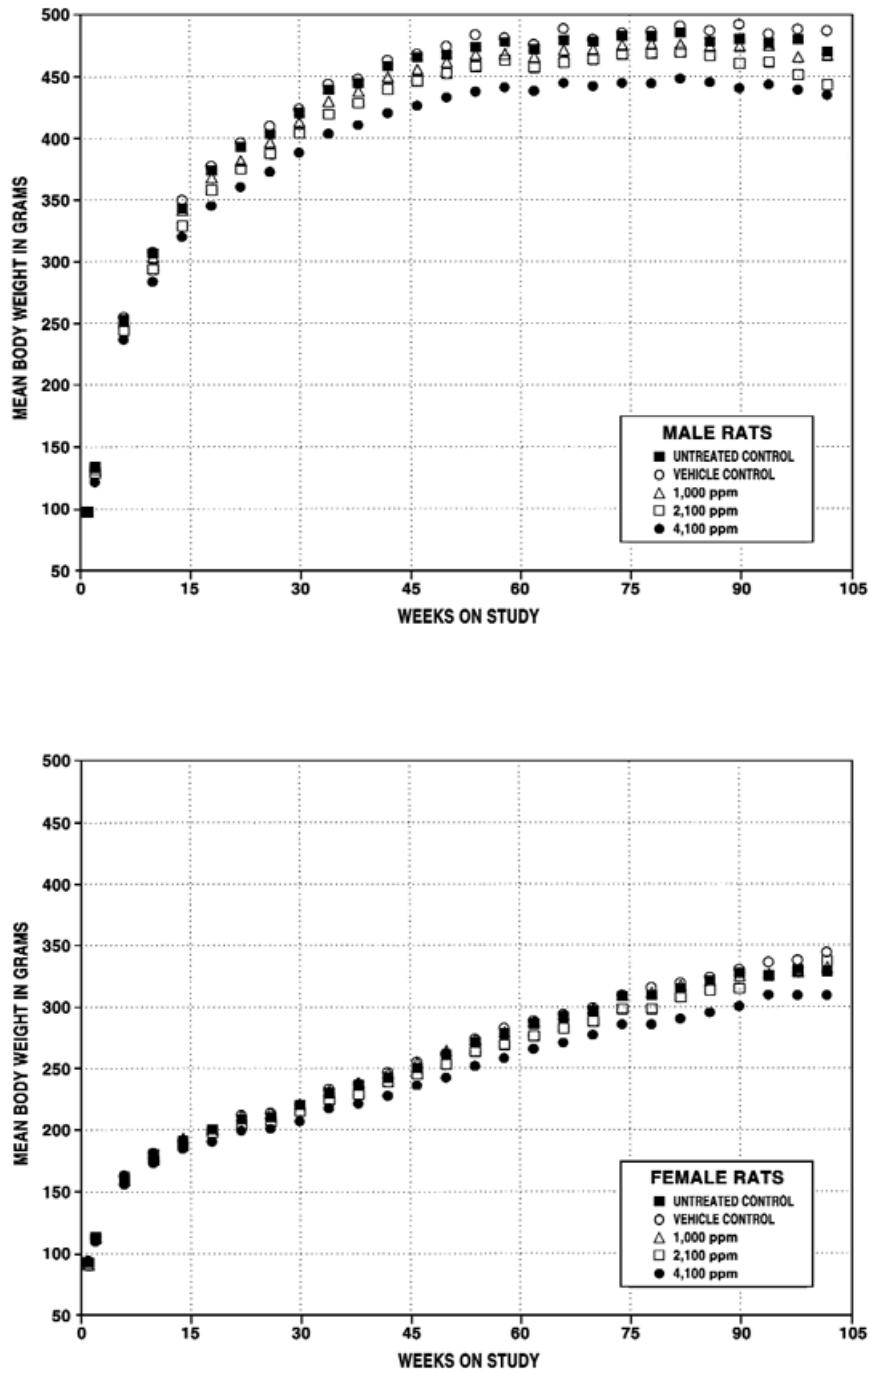 500
450
400
350
300
250
200
150
100
50
MEAN BODY WEIGHT IN GRAMS
MALE RATS
UNTREATED CONTROL
VEHICLE CONTROL
1,000 ppm
2,100 ppm
4,100 ppm
0 15 30 45 60 75 90 105
WEEKS ON STUDY
500
450
400
350
300
250
200
150
100
50
MEAN BODY WEIGHT IN GRAMS
FEMALE RATS
UNTREATED CONTROL
VEHICLE CONTROL
1,000 ppm
2,100 ppm
4,100 ppm
0 15 30 45 60 75 90 105
WEEKS ON STUDY